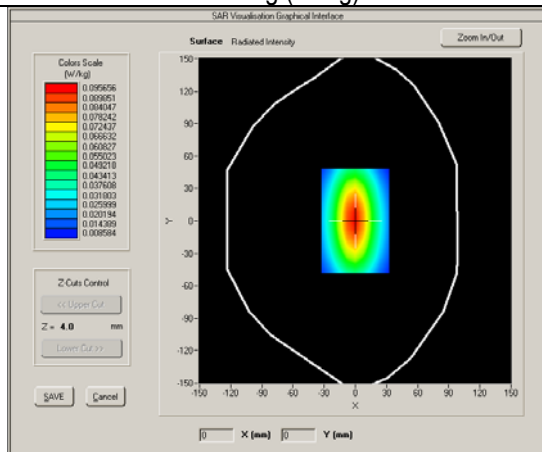 SAR Visualisation Graphical Interface
Surface Radiated Intensity
Zoom In/Out
Colors Scale
(W/kg)
0.095656
0.089851
0.084047
0.078242
0.072437
0.066632
0.060827
0.055023
0.049218
0.043413
0.037608
0.031803
0.025999
0.020194
0.014389
0.008584
Z-Cuts Control
<< Upper Cut
Z = 4.0 mm
Lower Cut >>
SAVE
Cancel
150
120
90
60
30
0
-30
-60
-90
-120
-150
Y
-150 -120 -90 -60 -30 0 30 60 90 120 150
X
0 X (mm) 0 Y (mm)